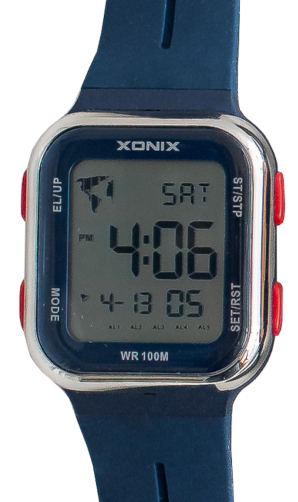 XONIX
EL/UP
ST/STP
SAT
PM 4:06
4-13 05
AL1 AL2 AL3 AL4 AL5
MODE
SET/RST
WR 100M